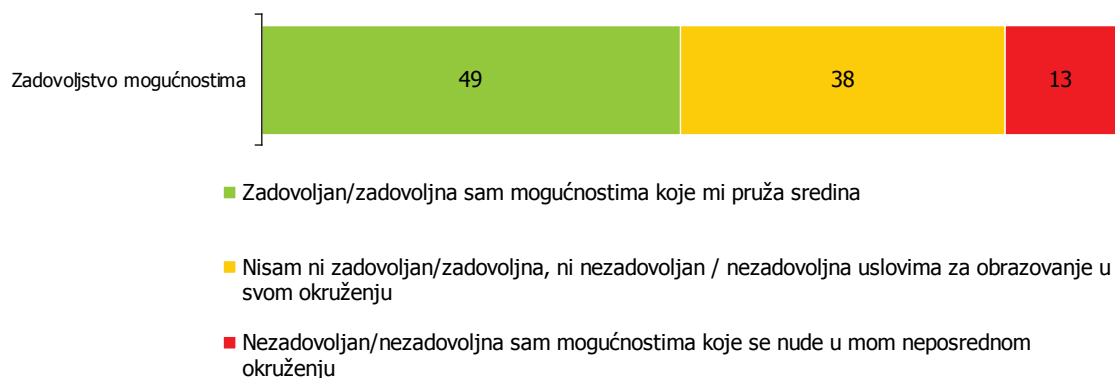 Zadovoljstvo mogućnostima
49
38
13
Zadovoljan/zadovoljna sam mogućnostima koje mi pruža sredina
Nisam ni zadovoljan/zadovoljna, ni nezadovoljan / nezadovoljna uslovima za obrazovanje u
svom okruženju
Nezadovoljan/nezadovoljna sam mogućnostima koje se nude u mom neposrednom
okruženju